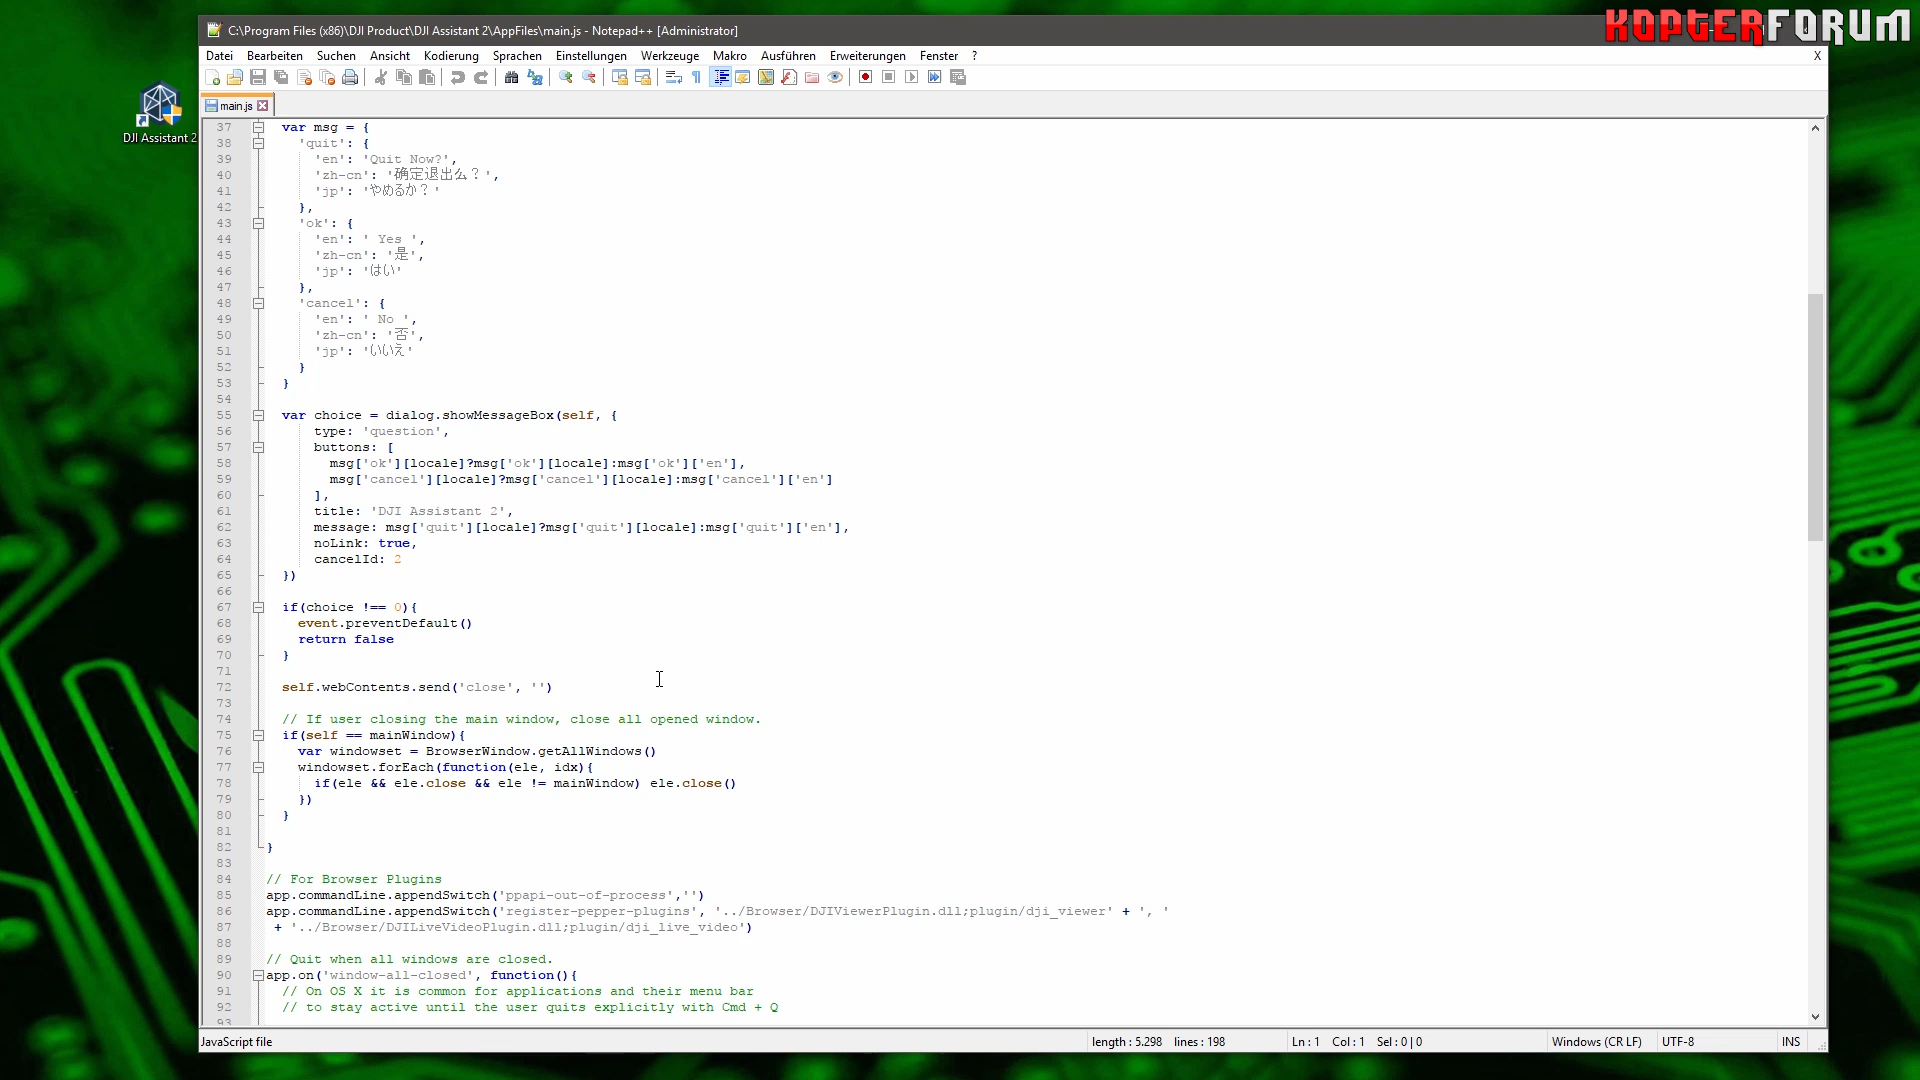 C:\Program Files (x86)\DJI Product\DJI Assistant 2\AppFiles\main.js - Notepad++ [Administrator]
KOPTERFORUM
Datei Bearbeiten Suchen Ansicht Kodierung Sprachen Einstellungen Werkzeuge Makro Ausführen Erweiterungen Fenster ? X
main.js
DJI Assistant 2
37 var msg = {
38 'quit': {
39 'en': 'Quit Now?',
40 'zh-cn': '确定退出么？',
41 'jp': 'やめるか？'
42 },
43 'ok': {
44 'en': ' Yes ',
45 'zh-cn': '是',
46 'jp': 'はい'
47 },
48 'cancel': {
49 'en': ' No ',
50 'zh-cn': '否',
51 'jp': 'いいえ'
52 }
53 }
54
55 var choice = dialog.showMessageBox(self, {
56 type: 'question',
57 buttons: [
58 msg['ok'][locale]?msg['ok'][locale]:msg['ok']['en'],
59 msg['cancel'][locale]?msg['cancel'][locale]:msg['cancel']['en']
60 ],
61 title: 'DJI Assistant 2',
62 message: msg['quit'][locale]?msg['quit'][locale]:msg['quit']['en'],
63 noLink: true,
64 cancelId: 2
65 })
66
67 if(choice !== 0){
68 event.preventDefault()
69 return false
70 }
71
72 self.webContents.send('close', '')
73
74 // If user closing the main window, close all opened window.
75 if(self == mainWindow){
76 var windowset = BrowserWindow.getAllWindows()
77 windowset.forEach(function(ele, idx){
78 if(ele && ele.close && ele != mainWindow) ele.close()
79 })
80 }
81
82 }
83
84 // For Browser Plugins
85 app.commandLine.appendSwitch('ppapi-out-of-process','')
86 app.commandLine.appendSwitch('register-pepper-plugins', '../Browser/DJIViewerPlugin.dll;plugin/dji_viewer' + ', '
87 + '../Browser/DJILiveVideoPlugin.dll;plugin/dji_live_video')
88
89 // Quit when all windows are closed.
90 app.on('window-all-closed', function(){
91 // On OS X it is common for applications and their menu bar
92 // to stay active until the user quits explicitly with Cmd + Q
93
JavaScript file length : 5.298 lines : 198 Ln : 1 Col : 1 Sel : 0 | 0 Windows (CR LF) UTF-8 INS